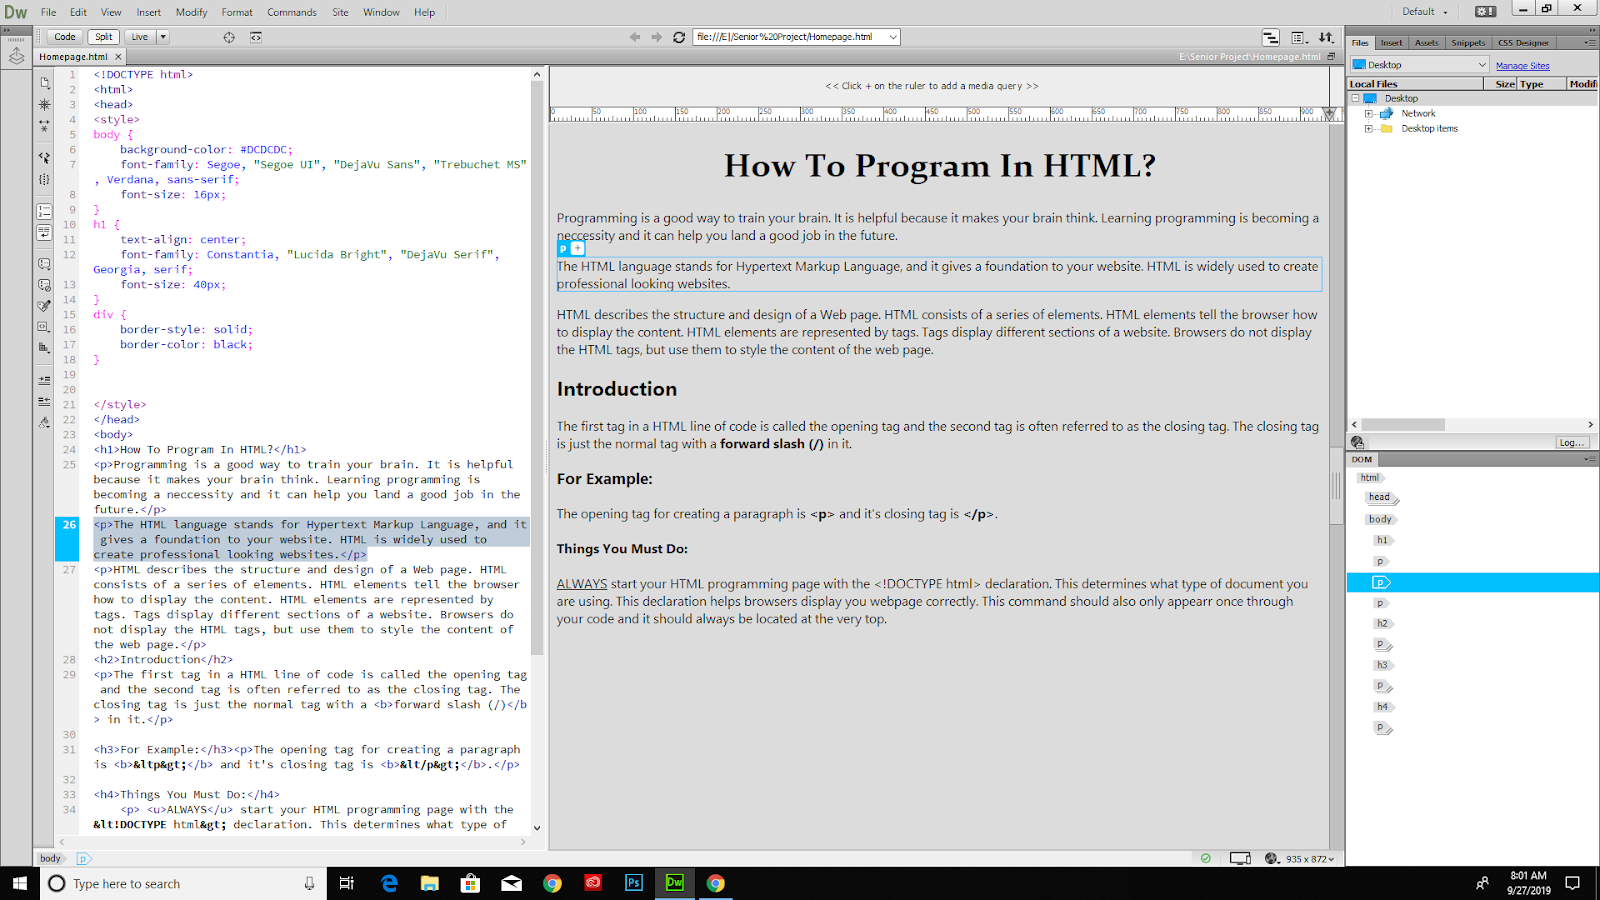 Dw File Edit View Insert Modify Format Commands Site Window Help Default
Code Split Live file:///E|/Senior%20Project/Homepage.html
Homepage.html × E:\Senior Project\Homepage.html
1 <!DOCTYPE html>
2 <html>
3 <head>
4 <style>
5 body {
6 background-color: #DCDCDC;
7 font-family: Segoe, "Segoe UI", "DejaVu Sans", "Trebuchet MS"
, Verdana, sans-serif;
8 font-size: 16px;
9 }
10 h1 {
11 text-align: center;
12 font-family: Constantia, "Lucida Bright", "DejaVu Serif",
Georgia, serif;
13 font-size: 40px;
14 }
15 div {
16 border-style: solid;
17 border-color: black;
18 }
19
20
21 </style>
22 </head>
23 <body>
24 <h1>How To Program In HTML?</h1>
25 <p>Programming is a good way to train your brain. It is helpful
because it makes your brain think. Learning programming is
becoming a neccessity and it can help you land a good job in the
future.</p>
26 <p>The HTML language stands for Hypertext Markup Language, and it
gives a foundation to your website. HTML is widely used to
create professional looking websites.</p>
27 <p>HTML describes the structure and design of a Web page. HTML
consists of a series of elements. HTML elements tell the browser
how to display the content. HTML elements are represented by
tags. Tags display different sections of a website. Browsers do
not display the HTML tags, but use them to style the content of
the web page.</p>
28 <h2>Introduction</h2>
29 <p>The first tag in a HTML line of code is called the opening tag
and the second tag is often referred to as the closing tag. The
closing tag is just the normal tag with a <b>forward slash (/)</b
> in it.</p>
30
31 <h3>For Example:</h3><p>The opening tag for creating a paragraph
is <b>&ltp&gt;</b> and it's closing tag is <b>&lt/p&gt;</b>.</p>
32
33 <h4>Things You Must Do:</h4>
34 <p> <u>ALWAYS</u> start your HTML programming page with the
&lt!DOCTYPE html&gt; declaration. This determines what type of
body p
<< Click + on the ruler to add a media query >>
0 50 100 150 200 250 300 350 400 450 500 550 600 650 700 750 800 850 900
How To Program In HTML?
Programming is a good way to train your brain. It is helpful because it makes your brain think. Learning programming is becoming a
neccessity and it can help you land a good job in the future.
p +
The HTML language stands for Hypertext Markup Language, and it gives a foundation to your website. HTML is widely used to create
professional looking websites.
HTML describes the structure and design of a Web page. HTML consists of a series of elements. HTML elements tell the browser how
to display the content. HTML elements are represented by tags. Tags display different sections of a website. Browsers do not display
the HTML tags, but use them to style the content of the web page.
Introduction
The first tag in a HTML line of code is called the opening tag and the second tag is often referred to as the closing tag. The closing tag
is just the normal tag with a forward slash (/) in it.
For Example:
The opening tag for creating a paragraph is <p> and it's closing tag is </p>.
Things You Must Do:
ALWAYS start your HTML programming page with the <!DOCTYPE html> declaration. This determines what type of document you
are using. This declaration helps browsers display you webpage correctly. This command should also only appearr once through
your code and it should always be located at the very top.
935 x 872
Files Insert Assets Snippets CSS Designer
Desktop Manage Sites
Local Files Size Type Modifi
Desktop
Network
Desktop items
Log...
DOM
html
head
body
h1
p
p
p
h2
p
h3
p
h4
p
Type here to search
Ps Dw
8:01 AM
9/27/2019